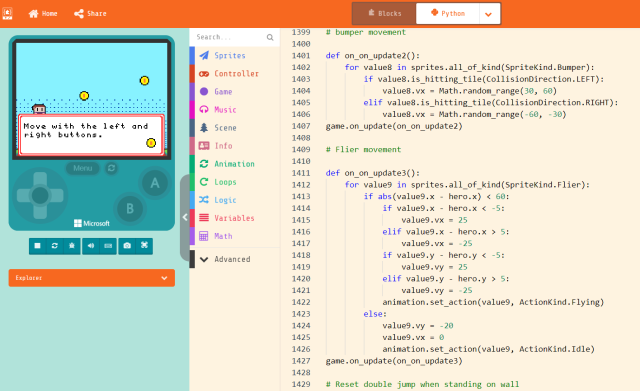 Home
Share
Blocks
Python
Move with the left and
right buttons.
Menu
A
B
Microsoft
Explorer
Search...
Sprites
Controller
Game
Music
Scene
Info
Animation
Loops
Logic
Variables
Math
Advanced
1399 # bumper movement
1400
1401 def on_on_update2():
1402 for value8 in sprites.all_of_kind(SpriteKind.Bumper):
1403 if value8.is_hitting_tile(CollisionDirection.LEFT):
1404 value8.vx = Math.random_range(30, 60)
1405 elif value8.is_hitting_tile(CollisionDirection.RIGHT):
1406 value8.vx = Math.random_range(-60, -30)
1407 game.on_update(on_on_update2)
1408
1409 # Flier movement
1410
1411 def on_on_update3():
1412 for value9 in sprites.all_of_kind(SpriteKind.Flier):
1413 if abs(value9.x - hero.x) < 60:
1414 if value9.x - hero.x < -5:
1415 value9.vx = 25
1416 elif value9.x - hero.x > 5:
1417 value9.vx = -25
1418 if value9.y - hero.y < -5:
1419 value9.vy = 25
1420 elif value9.y - hero.y > 5:
1421 value9.vy = -25
1422 animation.set_action(value9, ActionKind.Flying)
1423 else:
1424 value9.vy = -20
1425 value9.vx = 0
1426 animation.set_action(value9, ActionKind.Idle)
1427 game.on_update(on_on_update3)
1428
1429 # Reset double jump when standing on wall